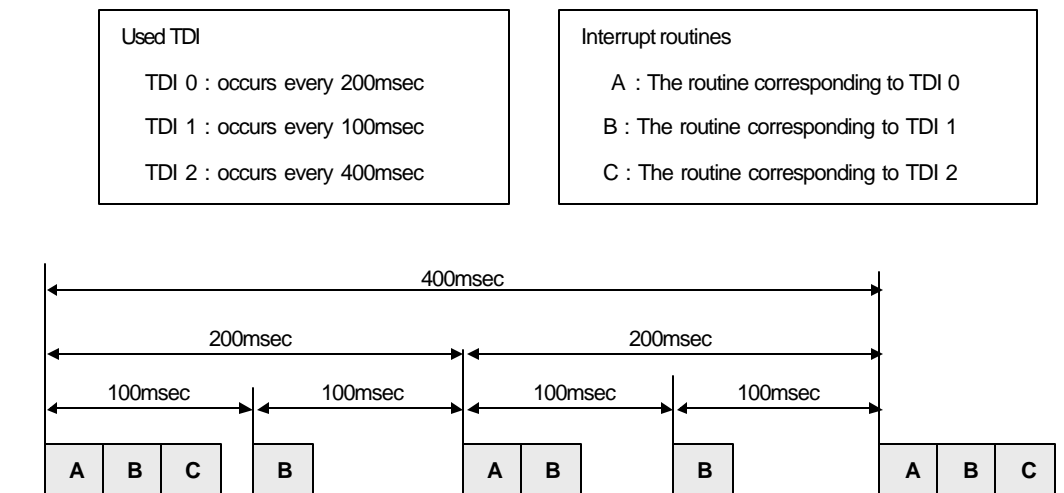 Used TDI
TDI 0 : occurs every 200msec
TDI 1 : occurs every 100msec
TDI 2 : occurs every 400msec
Interrupt routines
A : The routine corresponding to TDI 0
B : The routine corresponding to TDI 1
C : The routine corresponding to TDI 2
400msec
200msec 200msec
100msec 100msec 100msec 100msec
A B C B A B B A B C